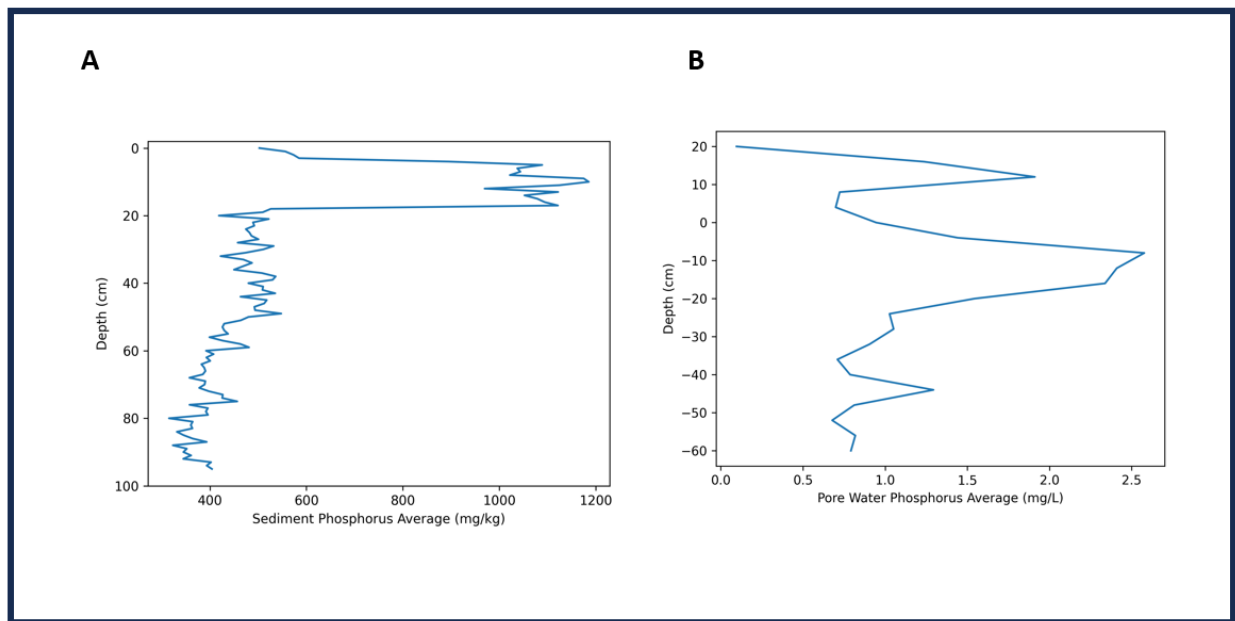 A
B
0
20
40
60
80
100
Depth (cm)
400 600 800 1000 1200
Sediment Phosphorus Average (mg/kg)
20
10
0
−10
−20
−30
−40
−50
−60
Depth (cm)
0.0 0.5 1.0 1.5 2.0 2.5
Pore Water Phosphorus Average (mg/L)